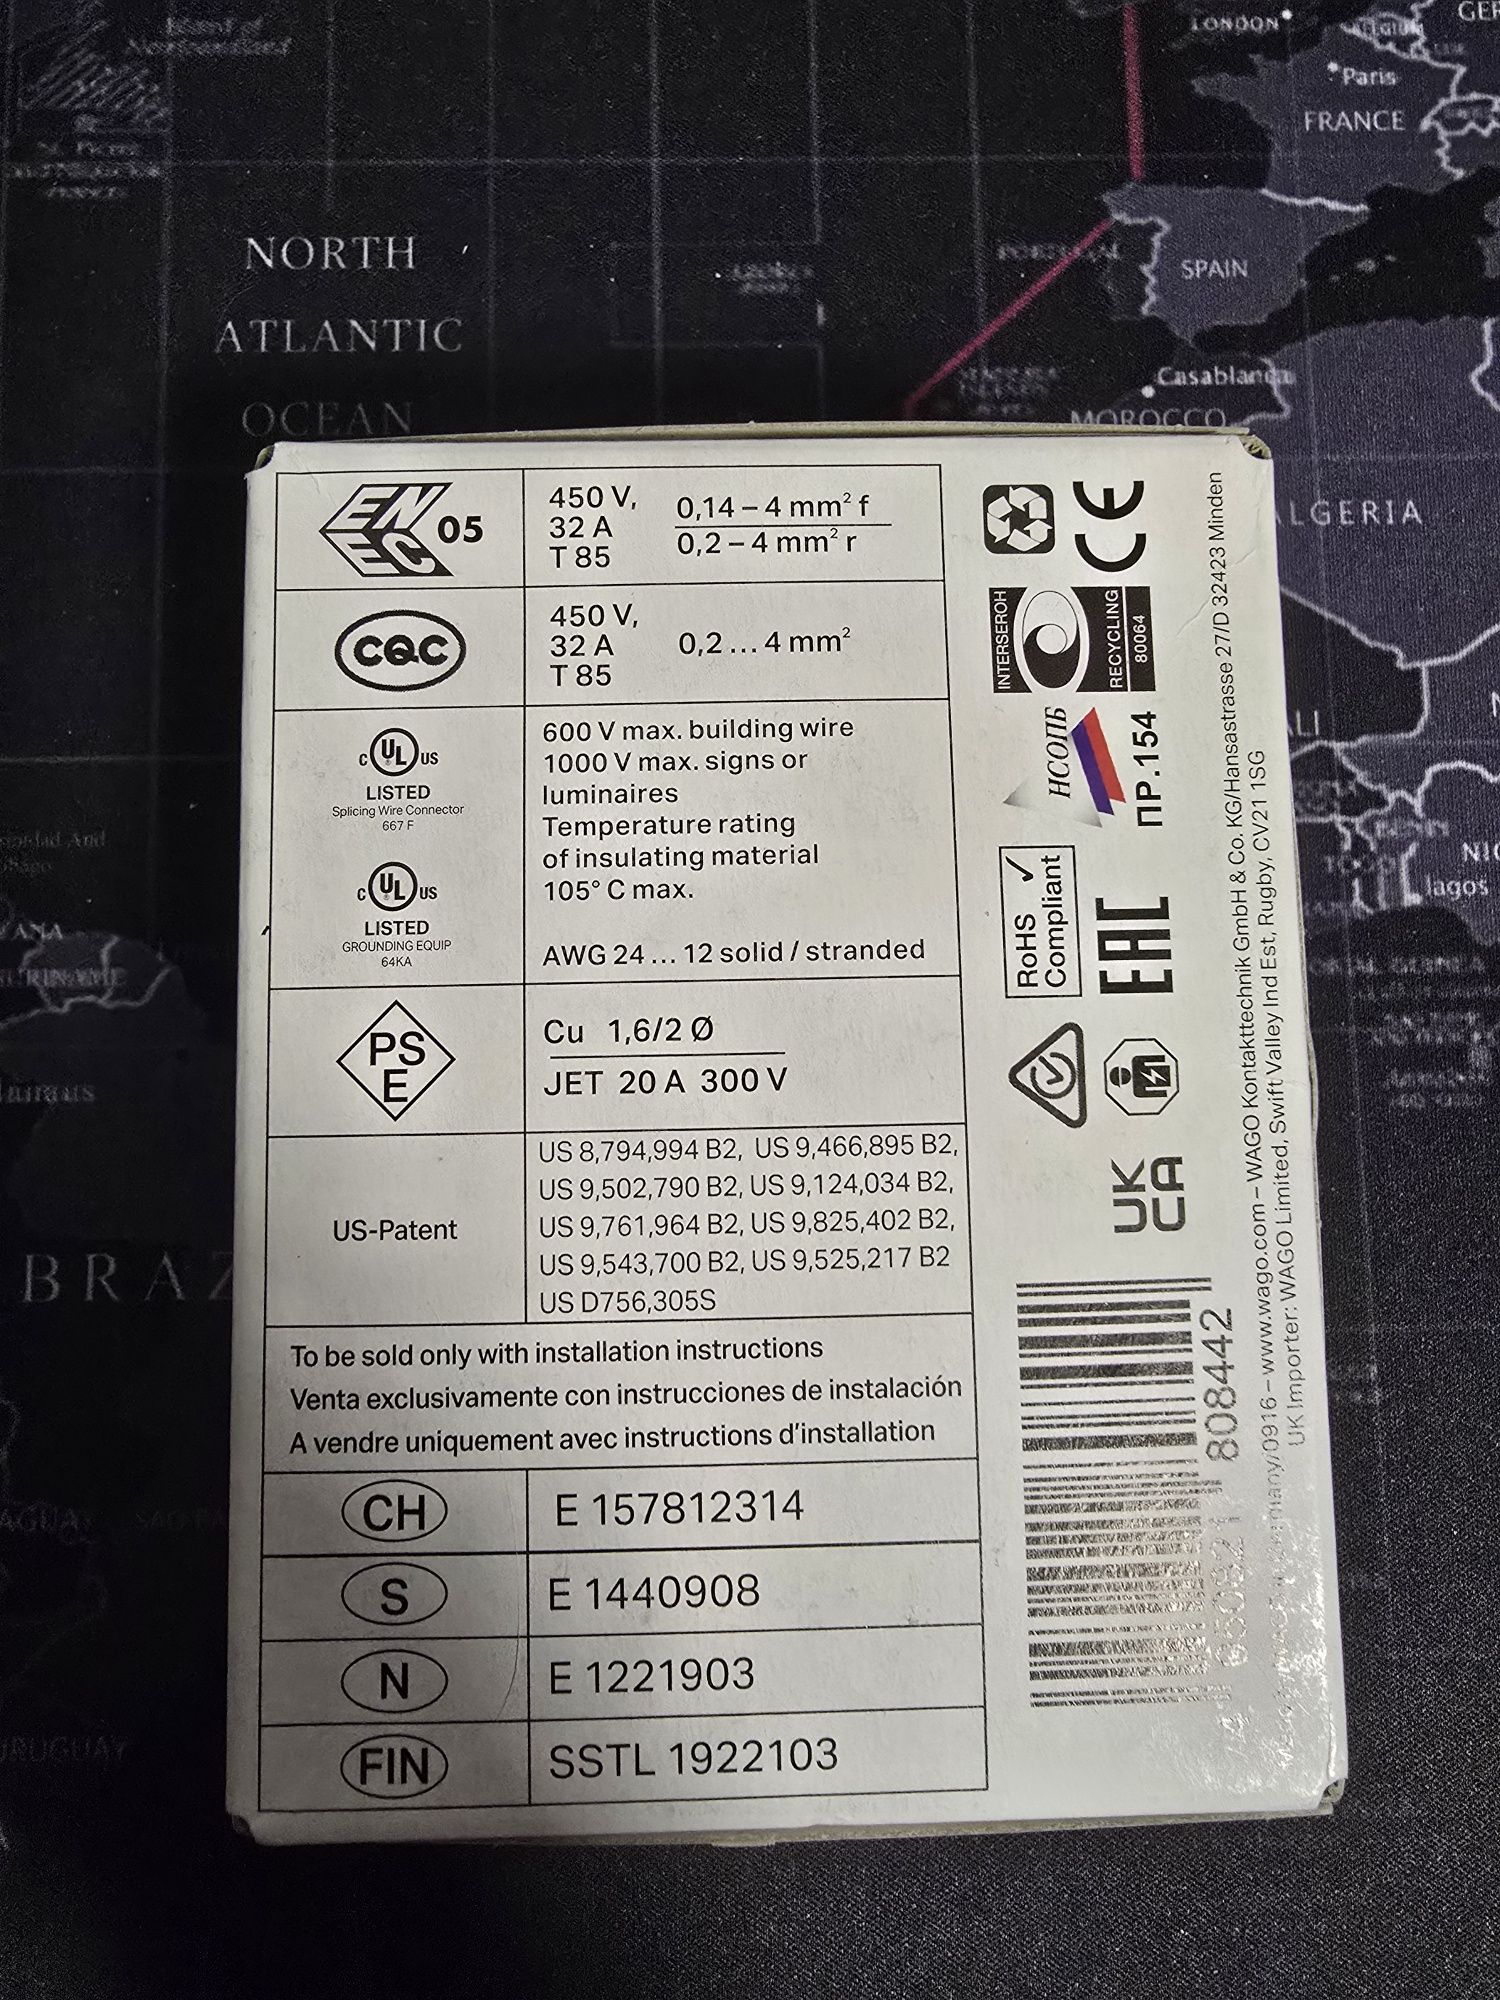 LONDON
Paris
FRANCE
NORTH
ATLANTIC
OCEAN
PORTUGAL
SPAIN
Casablanca
MOROCCO
LGERIA
LI
NI
lagos
BRAZ
URUGUAY
EN
EC 05
450 V,
32 A
T 85
0,14 – 4 mm² f
0,2 – 4 mm² r
CQC
450 V,
32 A
T 85
0,2 ... 4 mm²
c UL us
LISTED
Splicing Wire Connector
667 F
c UL us
LISTED
GROUNDING EQUIP
64KA
600 V max. building wire
1000 V max. signs or
luminaires
Temperature rating
of insulating material
105° C max.
AWG 24 ... 12 solid / stranded
PS
E
Cu 1,6/2 Ø
JET 20 A 300 V
US-Patent
US 8,794,994 B2, US 9,466,895 B2,
US 9,502,790 B2, US 9,124,034 B2,
US 9,761,964 B2, US 9,825,402 B2,
US 9,543,700 B2, US 9,525,217 B2
US D756,305S
To be sold only with installation instructions
Venta exclusivamente con instrucciones de instalación
A vendre uniquement avec instructions d'installation
CH
E 157812314
S
E 1440908
N
E 1221903
FIN
SSTL 1922103
CE
INTERSEROH
RECYCLING
80064
НСОПБ
ПР.154
RoHS
Compliant
EAC
UK
CA
808442
/0916 – www.wago.com – WAGO Kontakttechnik GmbH & Co. KG/Hansastrasse 27/D 32423 Minden
UK Importer: WAGO Limited, Swift Valley Ind Est, Rugby, CV21 1SG